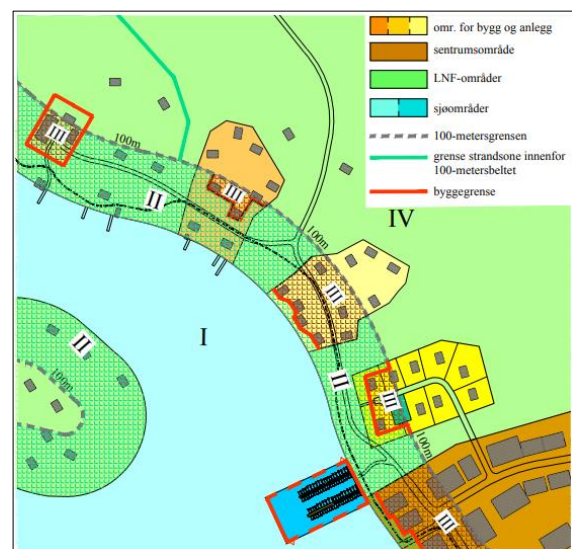 omr. for bygg og anlegg
sentrumsområde
LNF-områder
sjøområder
100-metersgrensen
grense strandsone innenfor
100-metersbeltet
byggegrense
III
100m
II
III
IV
100m
III
I
II
100m
II
III
100m
III